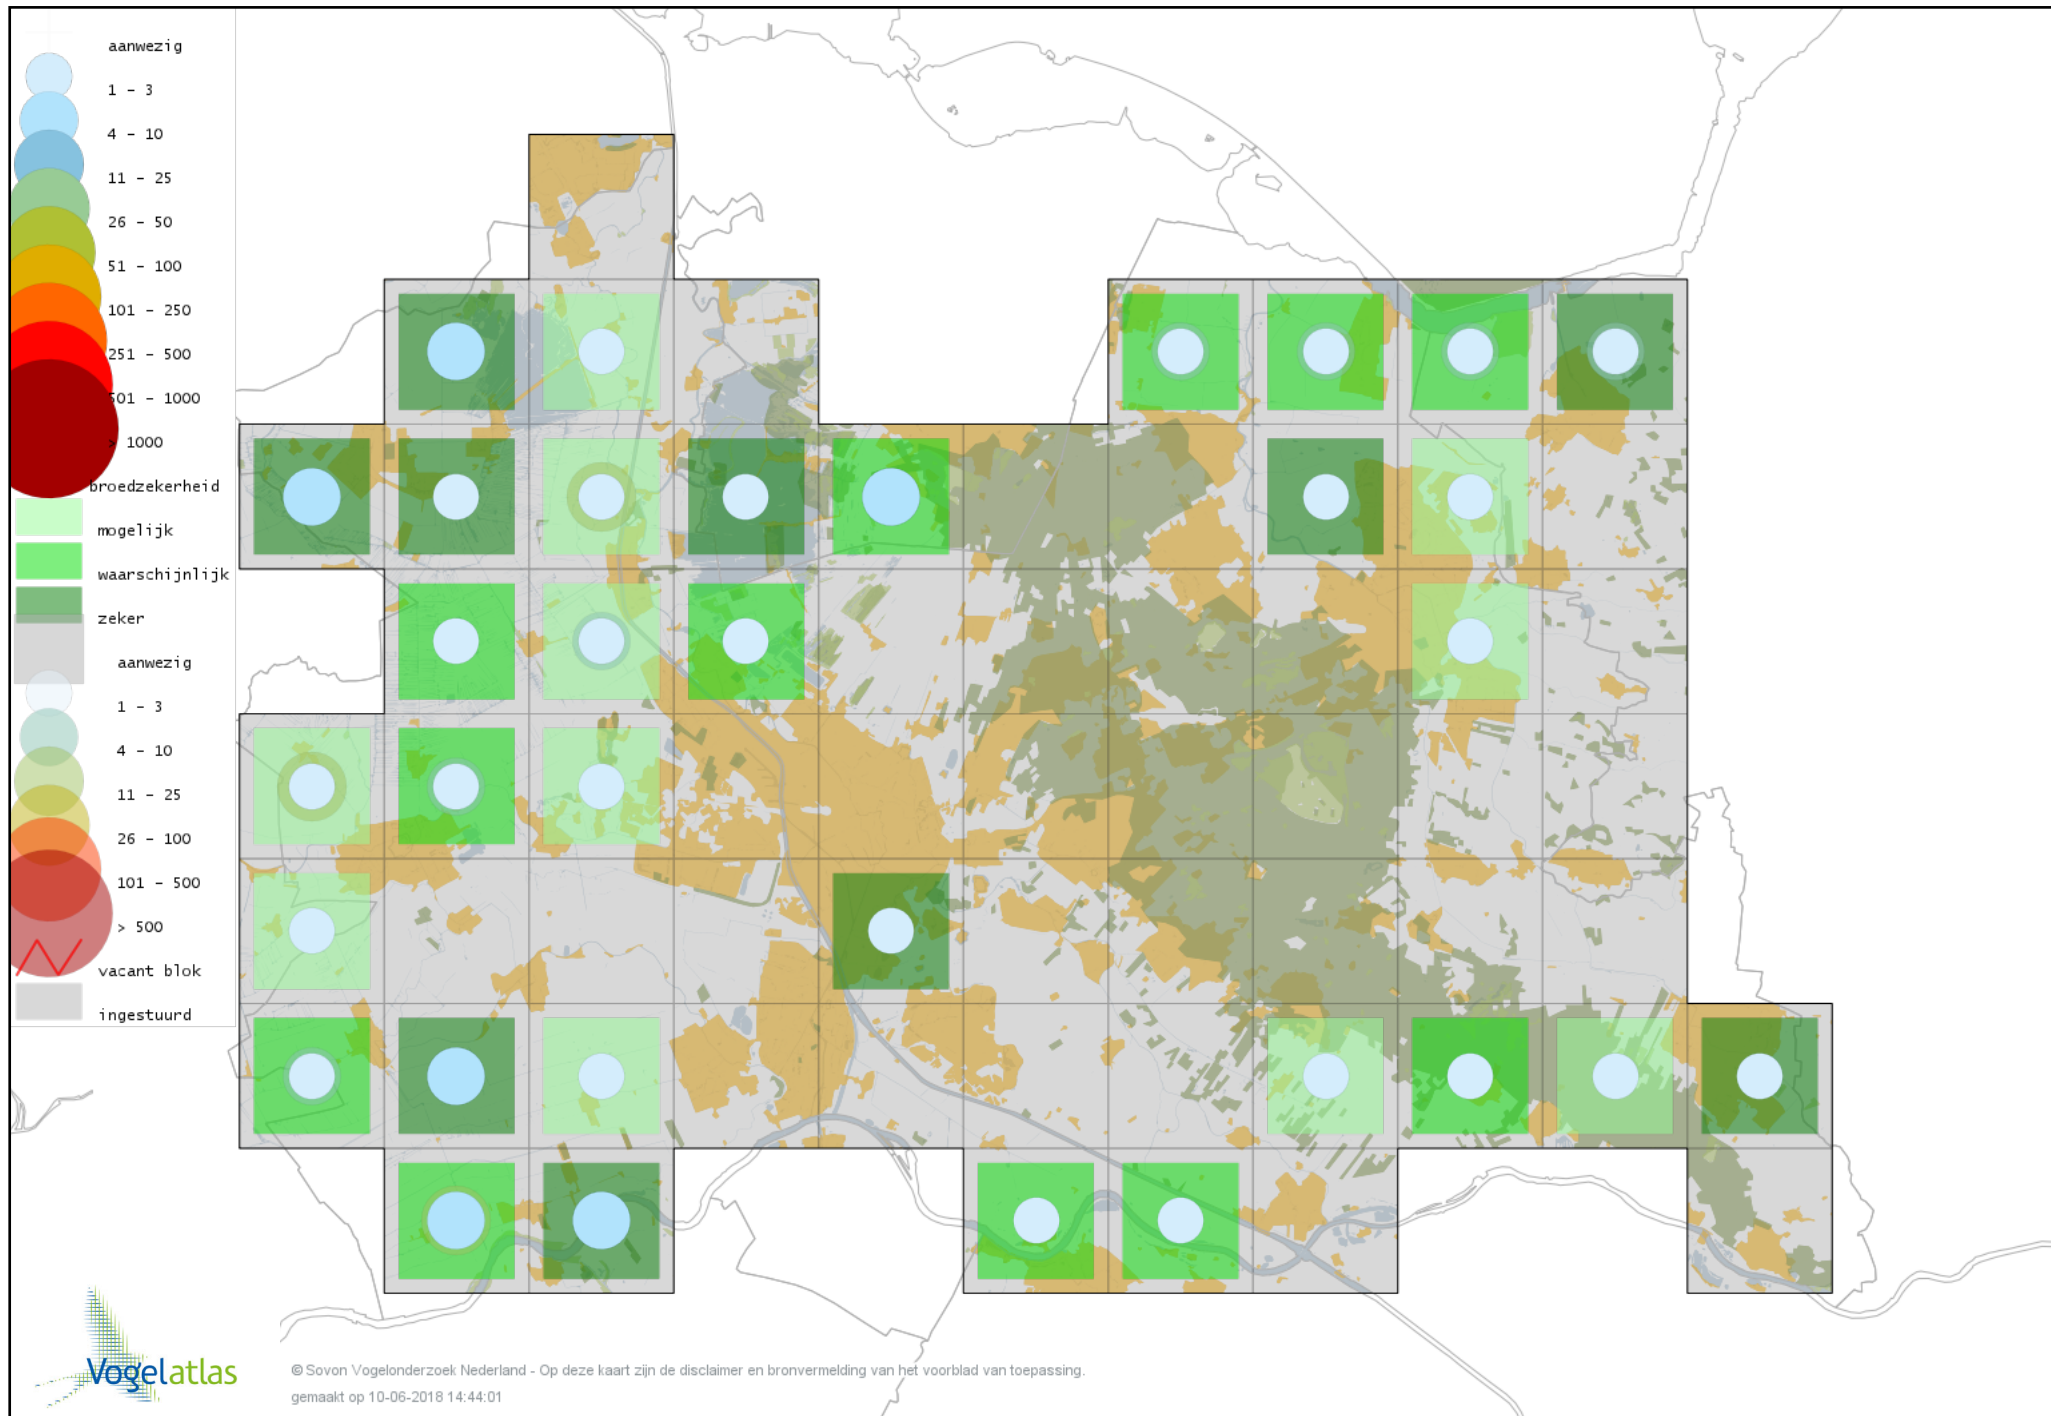 aanwezig
1 - 3
4 - 10
11 - 25
26 - 50
51 - 100
101 - 250
251 - 500
501 - 1000
> 1000
broedzekerheid
mogelijk
waarschijnlijk
zeker
aanwezig
1 - 3
4 - 10
11 - 25
26 - 100
101 - 500
> 500
vacant blok
ingestuurd
Vogelatlas
© Sovon Vogelonderzoek Nederland - Op deze kaart zijn de disclaimer en bronvermelding van het voorblad van toepassing.
gemaakt op 10-06-2018 14:44:01